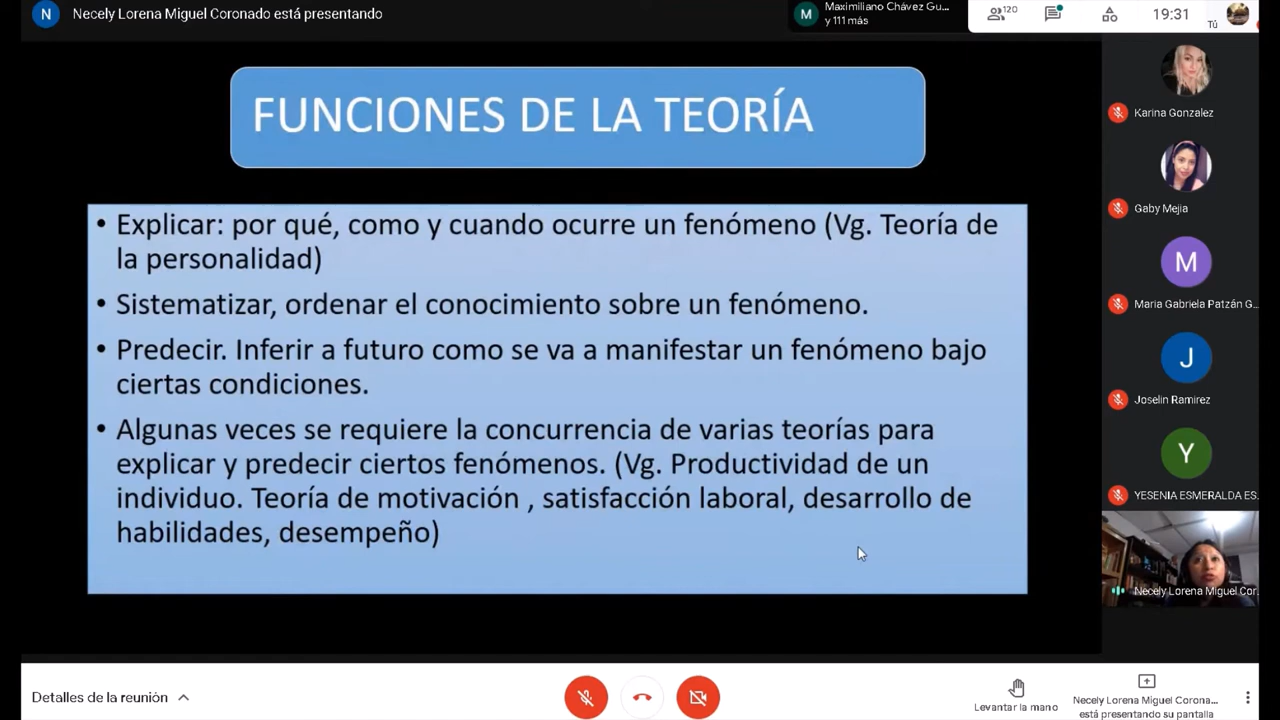 N Necely Lorena Miguel Coronado está presentando
M Maximiliano Chávez Gu...
y 111 más
120
19:31
Tú
FUNCIONES DE LA TEORÍA
• Explicar: por qué, como y cuando ocurre un fenómeno (Vg. Teoría de
la personalidad)
• Sistematizar, ordenar el conocimiento sobre un fenómeno.
• Predecir. Inferir a futuro como se va a manifestar un fenómeno bajo
ciertas condiciones.
• Algunas veces se requiere la concurrencia de varias teorías para
explicar y predecir ciertos fenómenos. (Vg. Productividad de un
individuo. Teoría de motivación , satisfacción laboral, desarrollo de
habilidades, desempeño)
Karina Gonzalez
Gaby Mejia
M
Maria Gabriela Patzán G...
J
Joselin Ramirez
Y
YESENIA ESMERALDA ES...
Necely Lorena Miguel Cor...
Detalles de la reunión
Levantar la mano
Necely Lorena Miguel Corona...
está presentando su pantalla